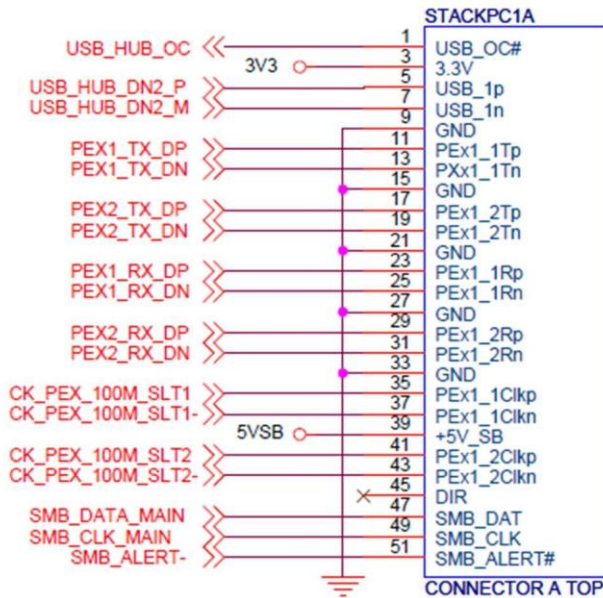 STACKPC1A
USB_HUB_OC 1 USB_OC#
3V3 3 3.3V
USB_HUB_DN2_P 5 USB_1p
USB_HUB_DN2_M 7 USB_1n
9 GND
PEX1_TX_DP 11 PEx1_1Tp
PEX1_TX_DN 13 PXx1_1Tn
15 GND
PEX2_TX_DP 17 PEx1_2Tp
PEX2_TX_DN 19 PEx1_2Tn
21 GND
PEX1_RX_DP 23 PEx1_1Rp
PEX1_RX_DN 25 PEx1_1Rn
27 GND
PEX2_RX_DP 29 PEx1_2Rp
PEX2_RX_DN 31 PEx1_2Rn
33 GND
CK_PEX_100M_SLT1 35 PEx1_1Clkp
CK_PEX_100M_SLT1- 37 PEx1_1Clkn
5VSB 39 +5V_SB
CK_PEX_100M_SLT2 41 PEx1_2Clkp
CK_PEX_100M_SLT2- 43 PEx1_2Clkn
45 DIR
SMB_DATA_MAIN 47 SMB_DAT
SMB_CLK_MAIN 49 SMB_CLK
SMB_ALERT- 51 SMB_ALERT#
CONNECTOR A TOP